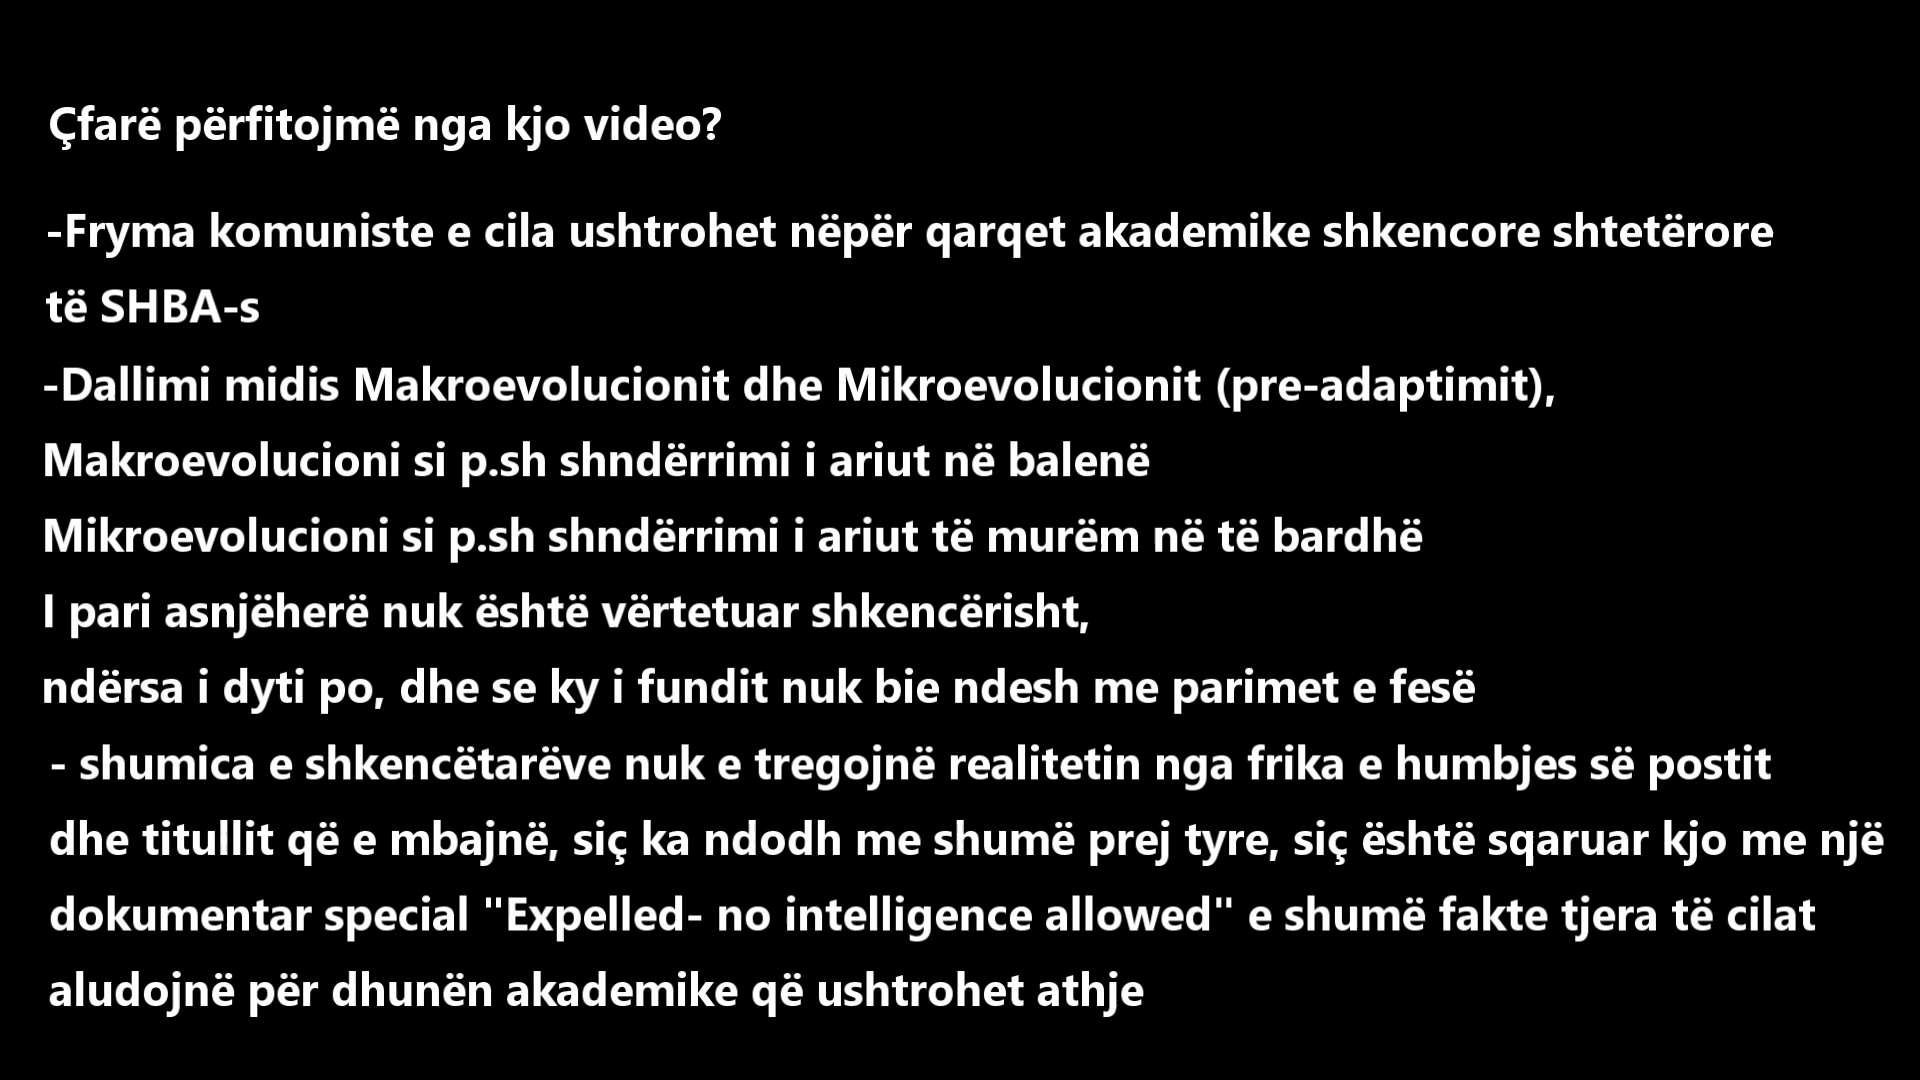 Çfarë përfitojmë nga kjo video?
-Fryma komuniste e cila ushtrohet nëpër qarqet akademike shkencore shtetërore
të SHBA-s
-Dallimi midis Makroevolucionit dhe Mikroevolucionit (pre-adaptimit),
Makroevolucioni si p.sh shndërrimi i ariut në balenë
Mikroevolucioni si p.sh shndërrimi i ariut të murëm në të bardhë
I pari asnjëherë nuk është vërtetuar shkencërisht,
ndërsa i dyti po, dhe se ky i fundit nuk bie ndesh me parimet e fesë
- shumica e shkencëtarëve nuk e tregojnë realitetin nga frika e humbjes së postit
dhe titullit që e mbajnë, siç ka ndodh me shumë prej tyre, siç është sqaruar kjo me një
dokumentar special "Expelled- no intelligence allowed" e shumë fakte tjera të cilat
aludojnë për dhunën akademike që ushtrohet athje